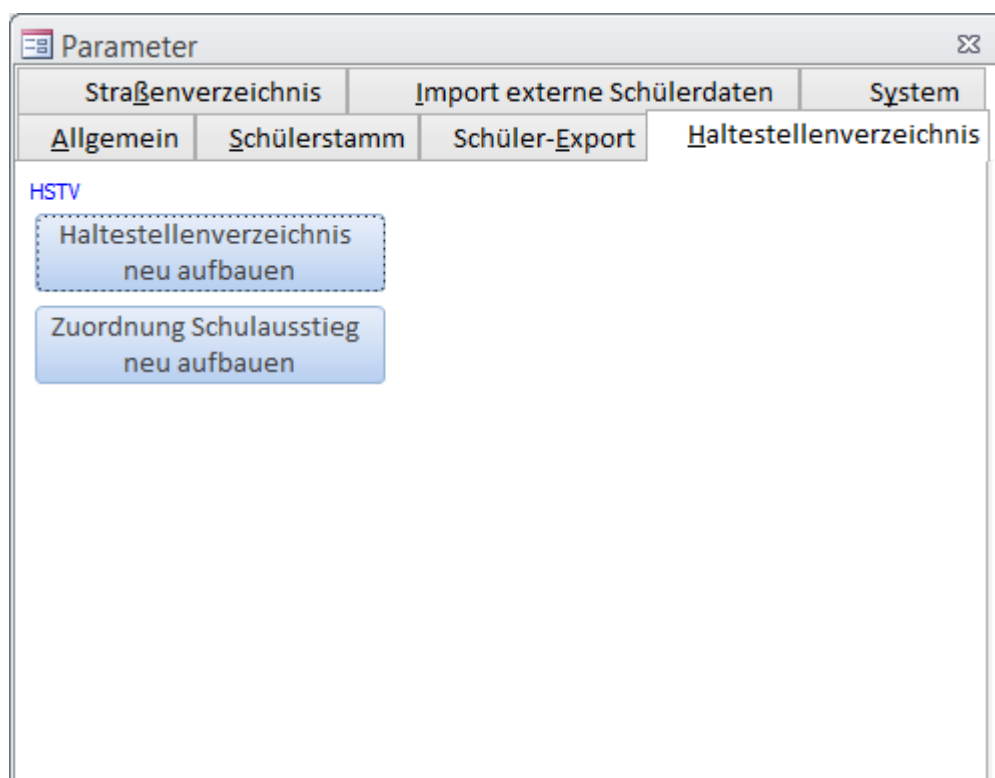 Parameter
Straßenverzeichnis Import externe Schülerdaten System
Allgemein Schülerstamm Schüler-Export Haltestellenverzeichnis
HSTV
Haltestellenverzeichnis
neu aufbauen
Zuordnung Schulausstieg
neu aufbauen